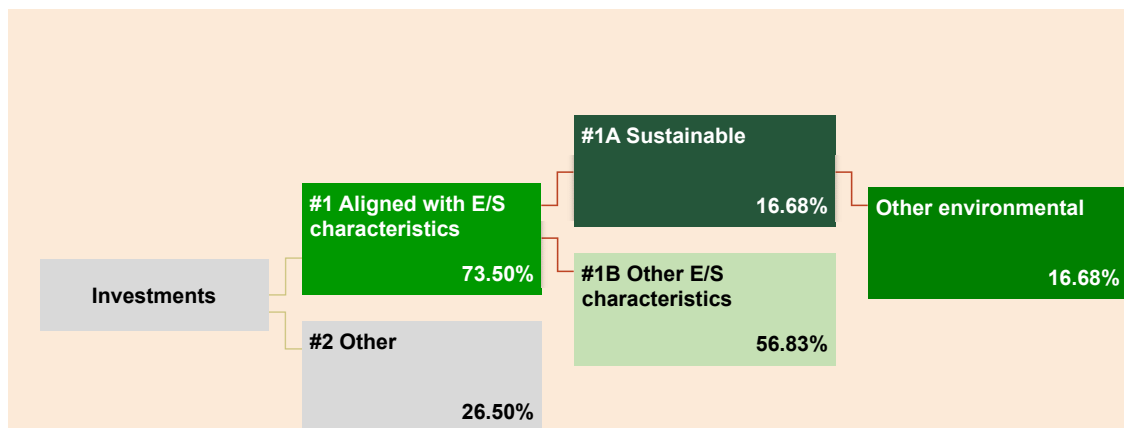 Investments
#1 Aligned with E/S
characteristics
73.50%
#2 Other
26.50%
#1A Sustainable
16.68%
#1B Other E/S
characteristics
56.83%
Other environmental
16.68%